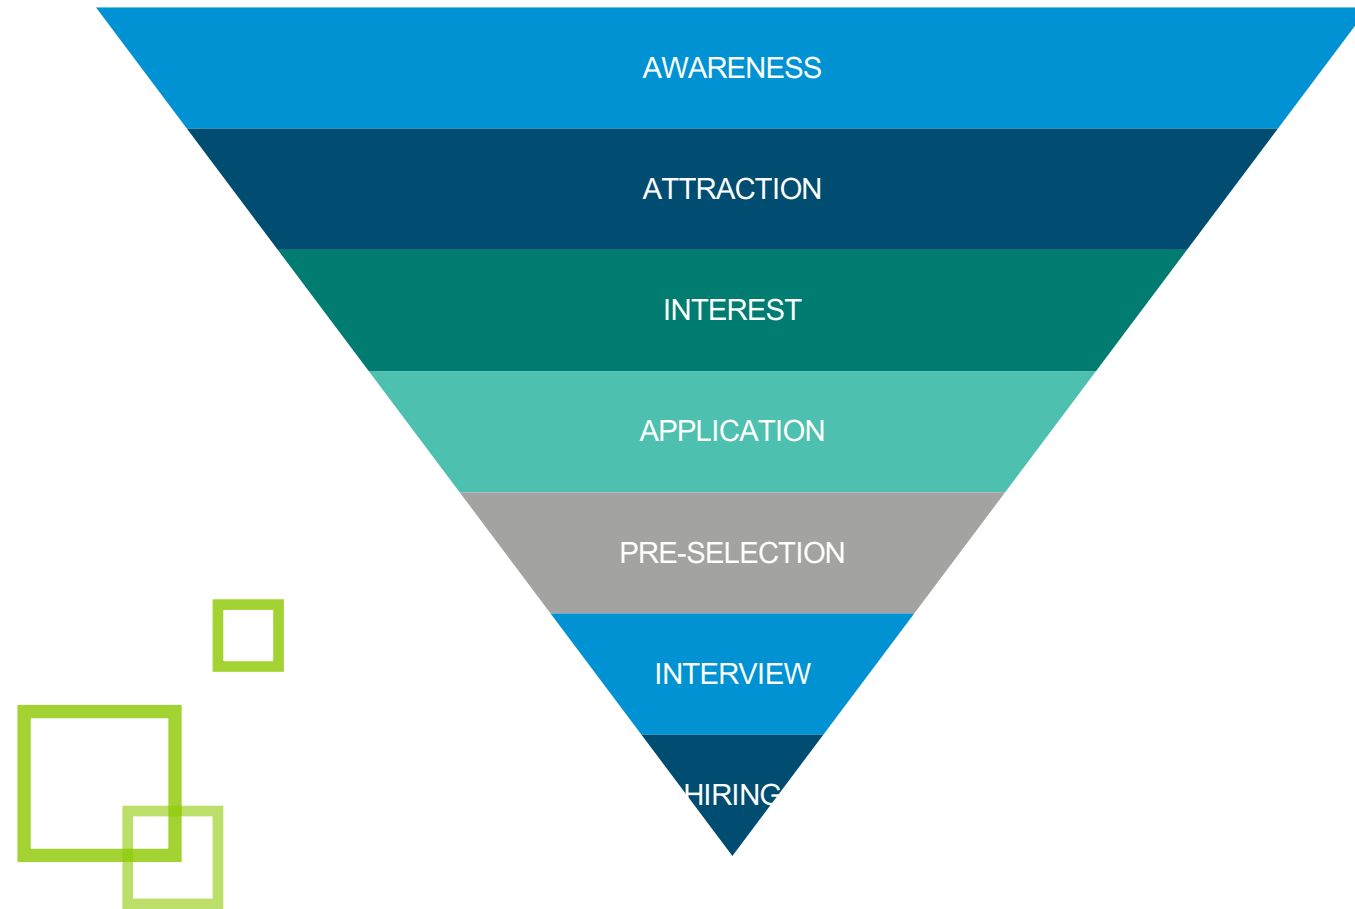 AWARENESS
ATTRACTION
INTEREST
APPLICATION
PRE-SELECTION
INTERVIEW
HIRING